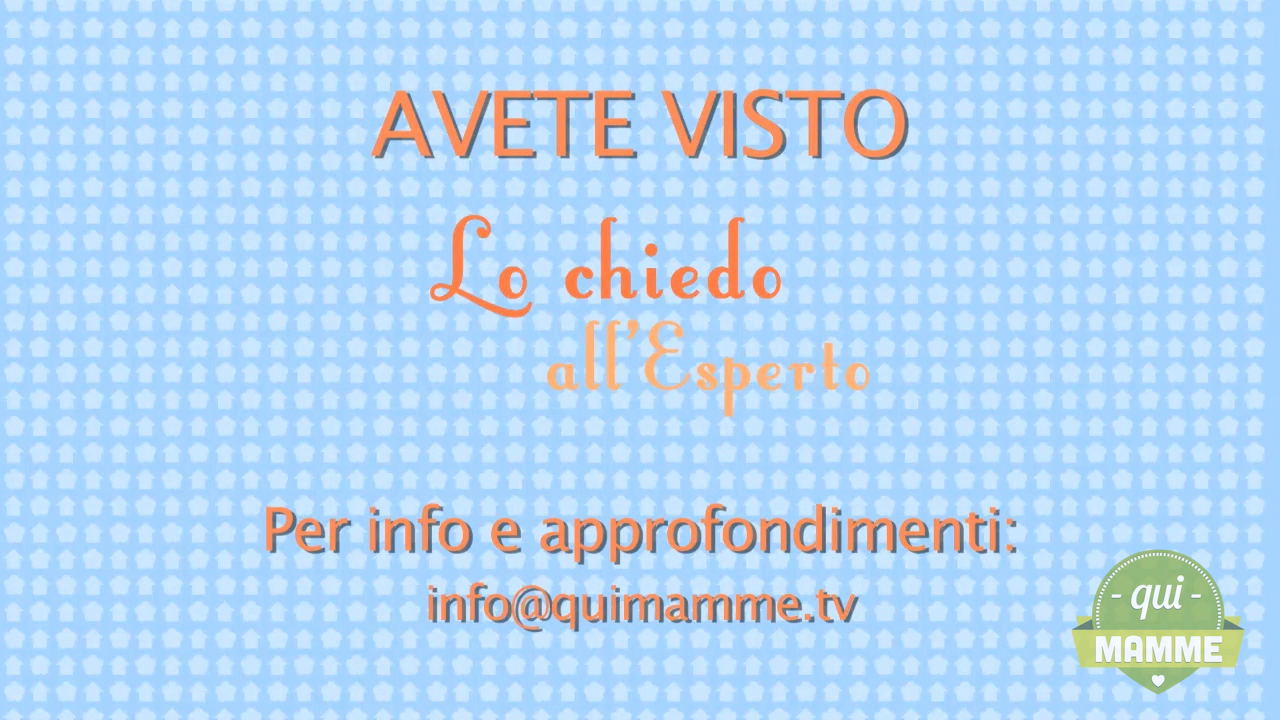 AVETE VISTO
Lo chiedo
all'Esperto
Per info e approfondimenti:
info@quimamme.tv
- qui -
MAMME